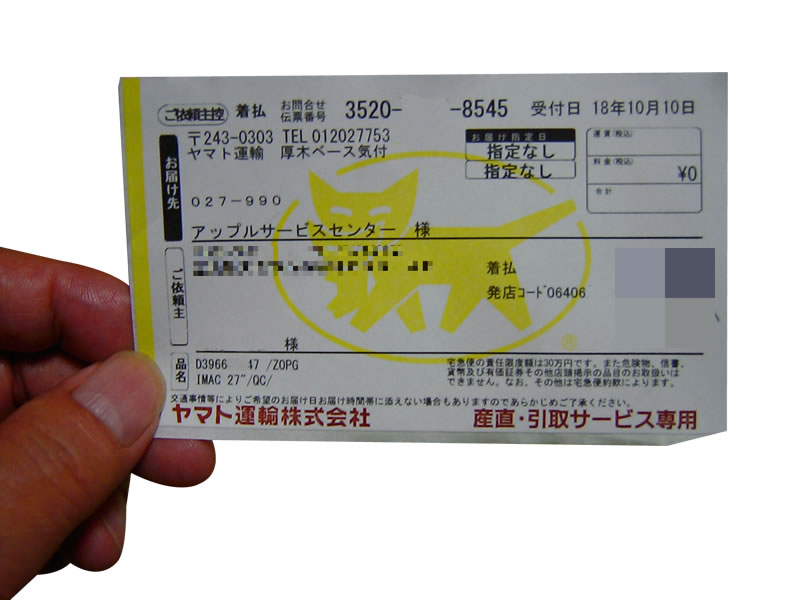 ご依頼主控 着払 お問合せ伝票番号 3520- -8545 受付日 18年10月10日
〒243-0303 TEL 012027753
ヤマト運輸 厚木ベース気付
お届け先
お届け指定日
指定なし
指定なし
運賃(税込)
料金(税込)
¥0
合計
027-990
アップルサービスセンター 様
ご依頼主
着払
発店コード06406
様
品名
D3966 47 /ZOPG
IMAC 27"/QC/
宅急便の責任限度額は30万円です。また危険物、信書、
貨幣及び有価証券その他店頭掲示の品目のお取扱いは
できません。なお、その他は宅急便約款によります。
交通事情等によりご希望のお届け日お届け時間帯に添えない場合もありますのであらかじめご了承ください。
ヤマト運輸株式会社 産直・引取サービス専用